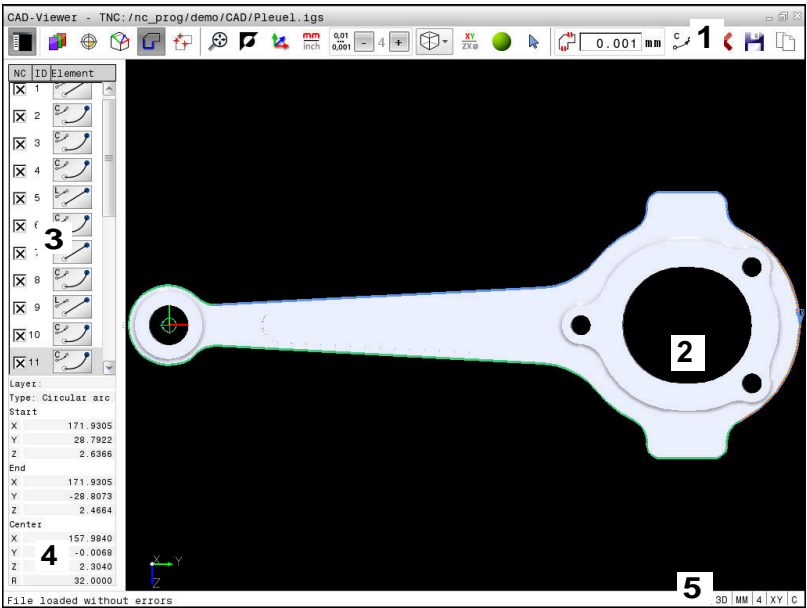 CAD-Viewer - TNC:/nc_prog/demo/CAD/Pleuel.igs
mm inch 0,01 0,001 - 4 + XY ZX 0.001 mm C 1
NC ID Element
1 C
2 C
3 C
4 C
5 L
6 C
3
8 C
9 L
10 C
11 C
2
Layer:
Type: Circular arc
Start
X 171.9305
Y 28.7922
Z 2.6366
End
X 171.9305
Y -28.8073
Z 2.4664
Center
X 157.9840
Y -0.0068
Z 2.3040
R 32.0000
4
X Y
Z
5
File loaded without errors 3D MM 4 XY C